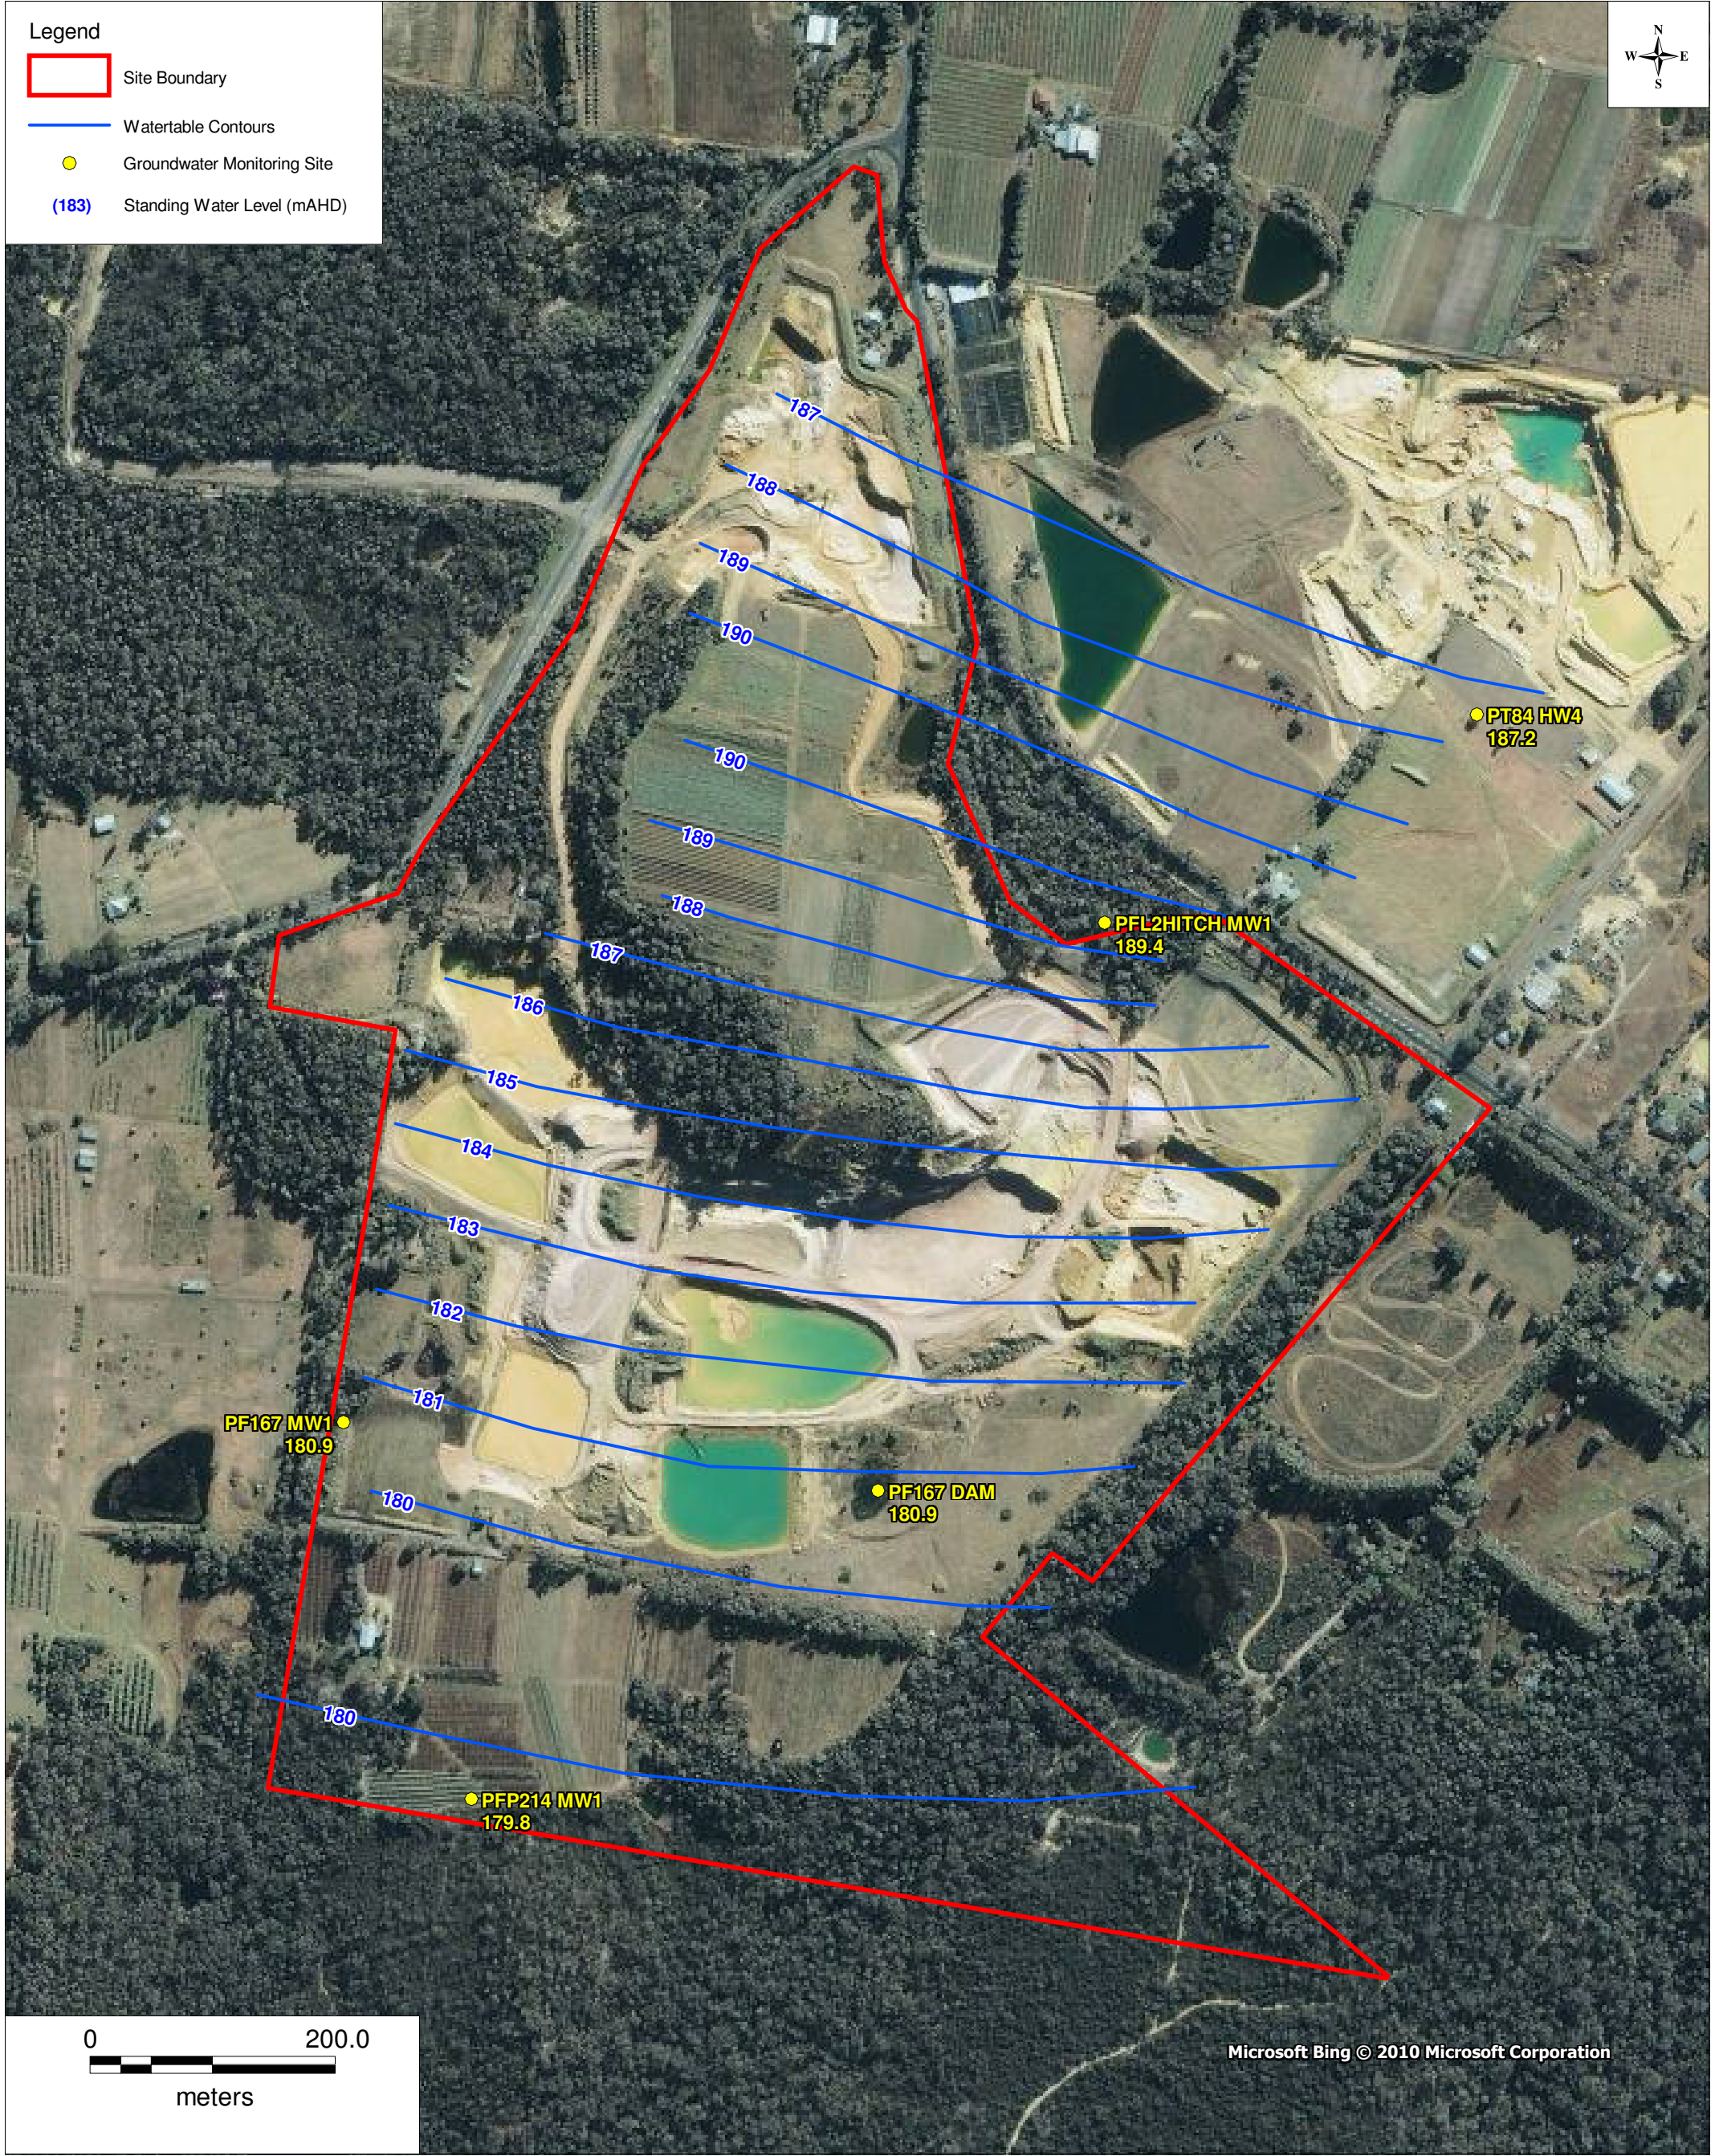 Legend
Site Boundary
Watertable Contours
Groundwater Monitoring Site
(183) Standing Water Level (mAHD)
N
W E
S
187
188
189
190
PT84 HW4
187.2
190
189
188
PFL2HITCH MW1
189.4
187
186
185
184
183
182
181
PF167 MW1
180.9
PF167 DAM
180.9
180
180
PFP214 MW1
179.8
0 200.0
meters
Microsoft Bing © 2010 Microsoft Corporation